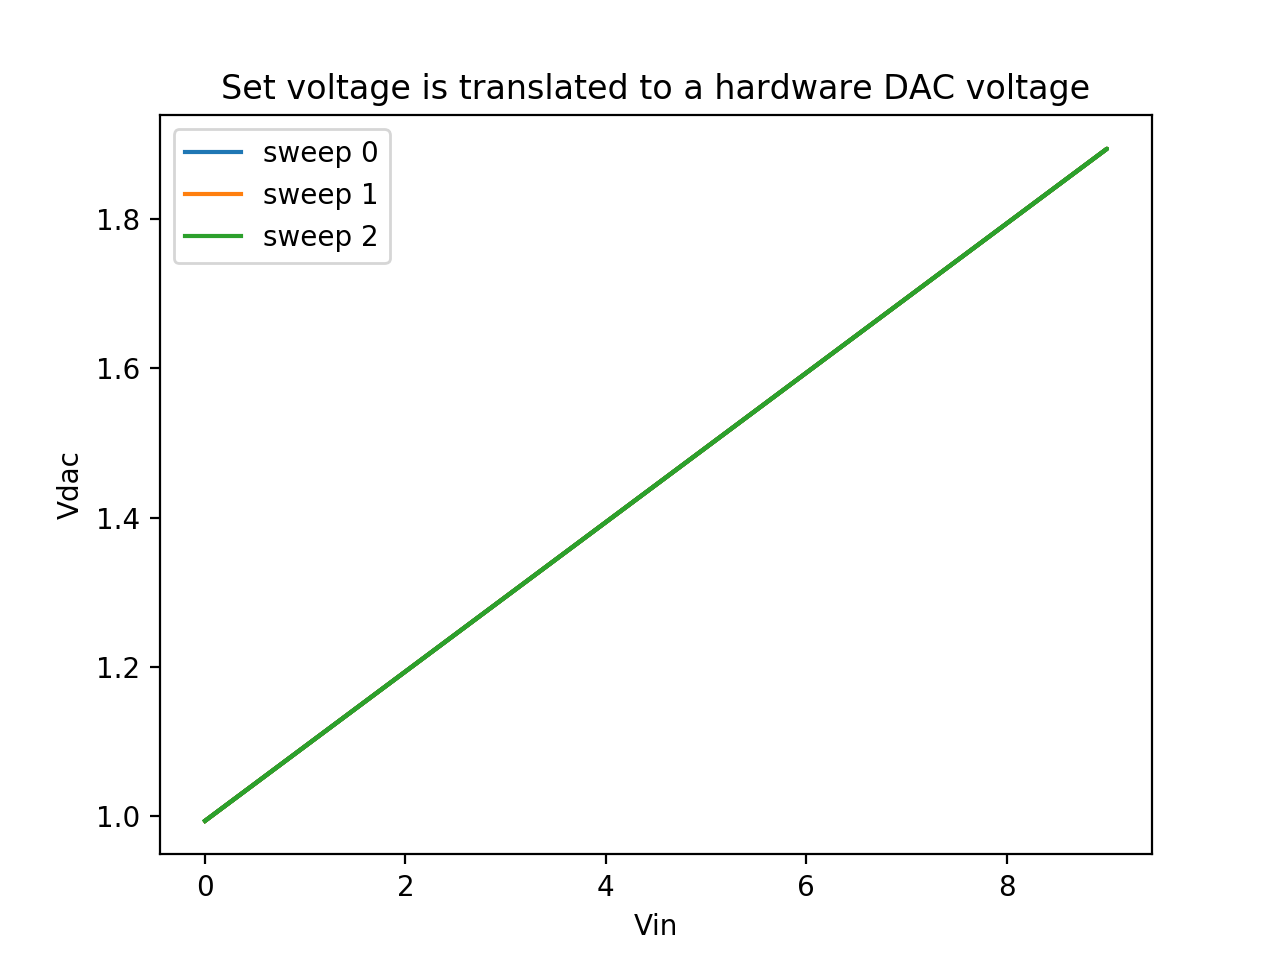 Set voltage is translated to a hardware DAC voltage
sweep 0
sweep 1
sweep 2
1.8
1.6
1.4
1.2
1.0
Vdac
0 2 4 6 8
Vin